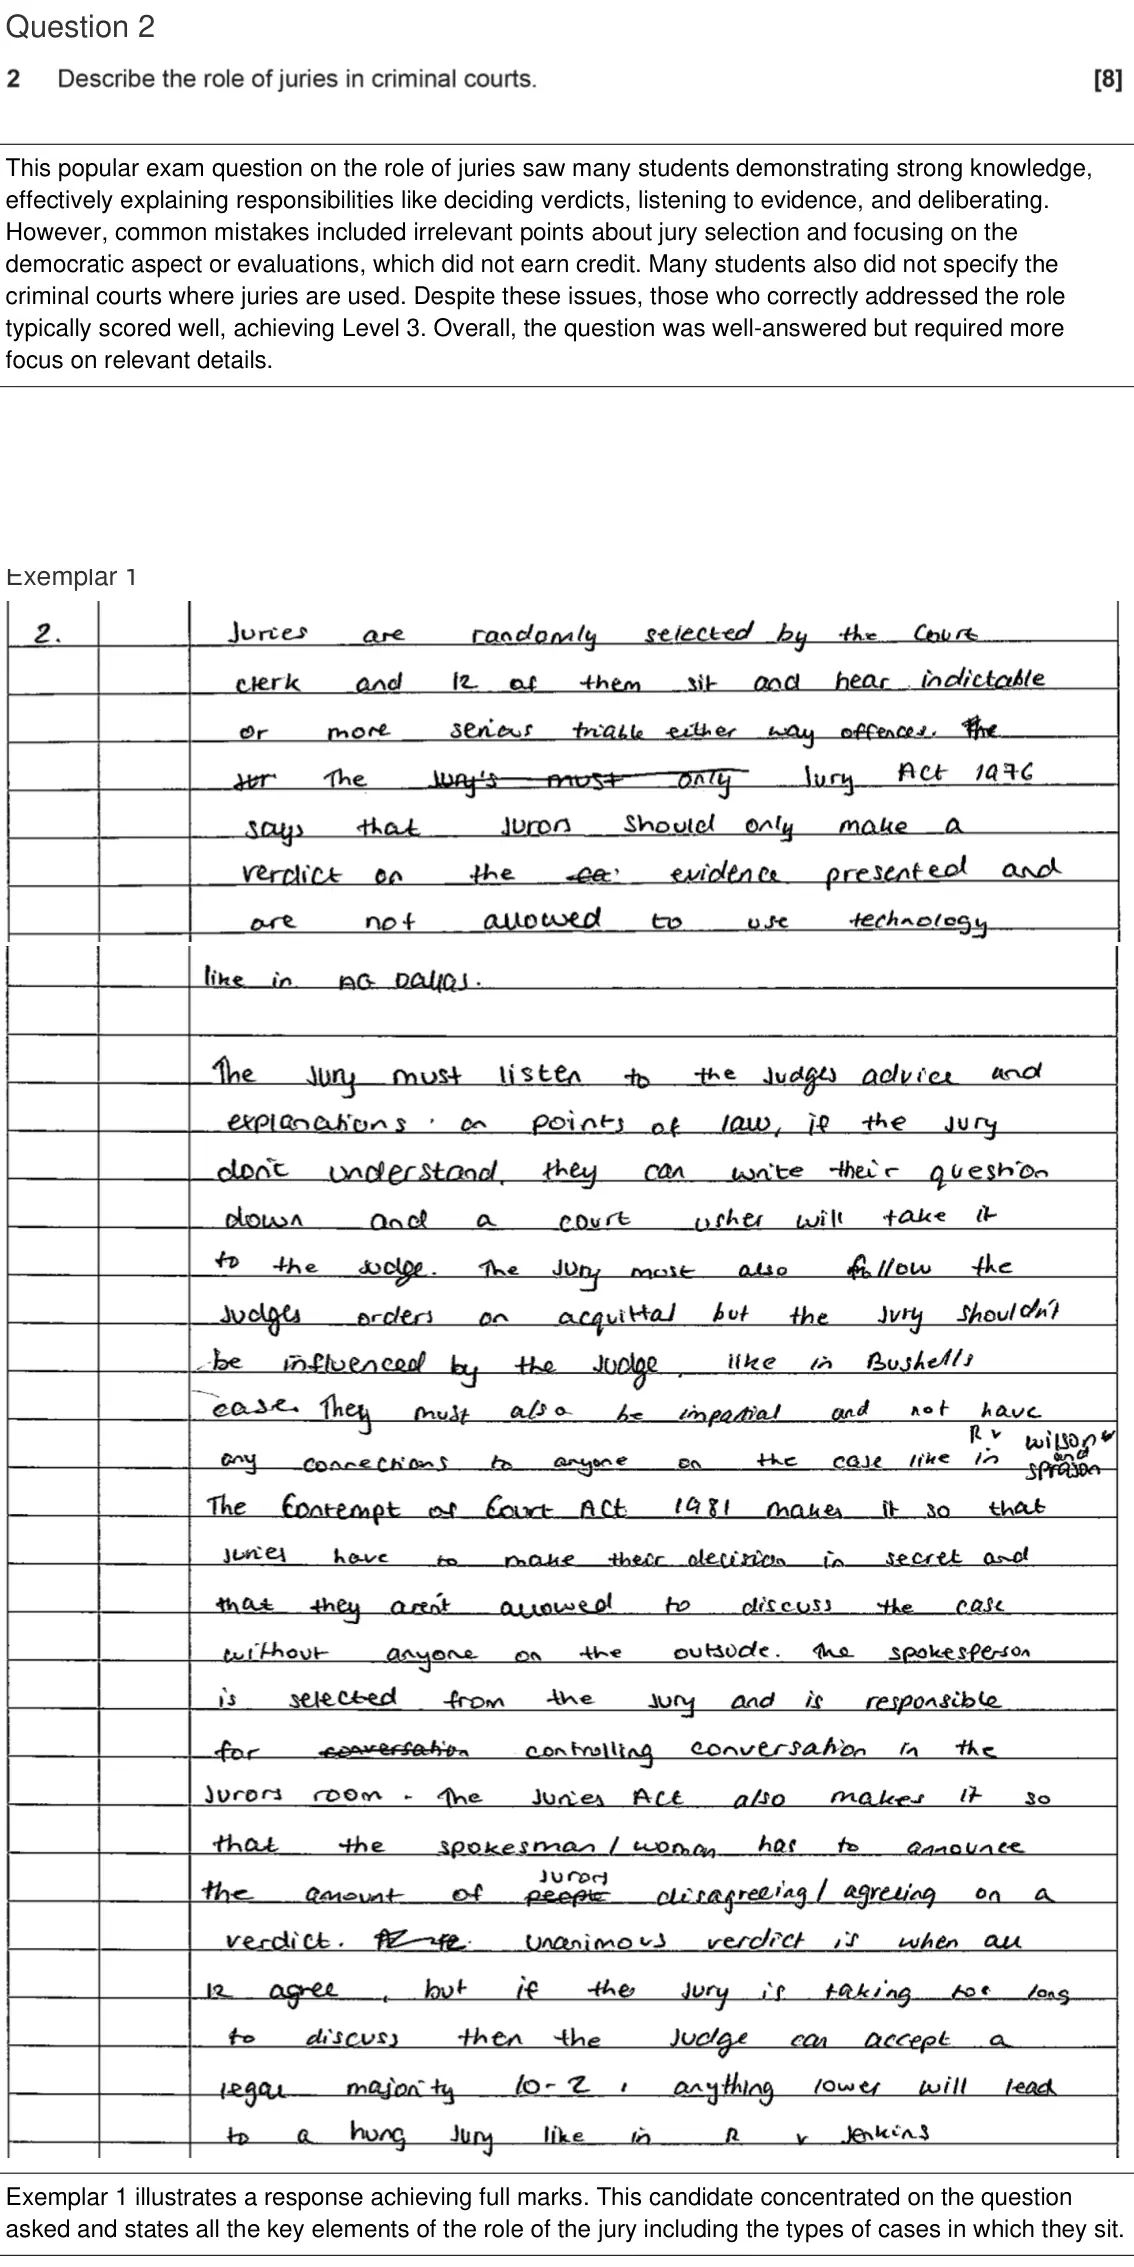 Question 2
2 Describe the role of juries in criminal courts. [8]
This popular exam question on the role of juries saw many students demonstrating strong knowledge,
effectively explaining responsibilities like deciding verdicts, listening to evidence, and deliberating.
However, common mistakes included irrelevant points about jury selection and focusing on the
democratic aspect or evaluations, which did not earn credit. Many students also did not specify the
criminal courts where juries are used. Despite these issues, those who correctly addressed the role
typically scored well, achieving Level 3. Overall, the question was well-answered but required more
focus on relevant details.
Exemplar 1
2. Juries are randomly selected by the Court
clerk and 12 of them sit and hear indictable
or more serious triable either way offences. The
jur The jury's must only Jury Act 1976
says that jurors should only make a
verdict on the ea evidence presented and
are not allowed to use technology
like in AG Dallas.
The jury must listen to the judges advice and
explanations on points of law, if the jury
don't understand, they can write their question
down and a court usher will take it
to the judge. The jury most also follow the
judges orders on acquittal but the jury shouldn't
be influenced by the judge, like in Bushells
case. They must also be impartial and not have
any connections to anyone on the case like in R v Wilson and Sprason
The Contempt of Court Act 1981 makes it so that
juries have to make their decision in secret and
that they aren't allowed to discuss the case
without anyone on the outside. The spokesperson
is selected from the jury and is responsible
for conversation controlling conversation in the
Jurors room. The Juries Act also makes it so
that the spokesman/woman has to announce
the amount of people jurors disagreeing/agreeing on a
verdict. unanimous verdict is when all
12 agree, but if the jury is taking too long
to discuss then the judge can accept a
legal majority 10-2, anything lower will lead
to a hung jury like in R v Jenkins
Exemplar 1 illustrates a response achieving full marks. This candidate concentrated on the question
asked and states all the key elements of the role of the jury including the types of cases in which they sit.